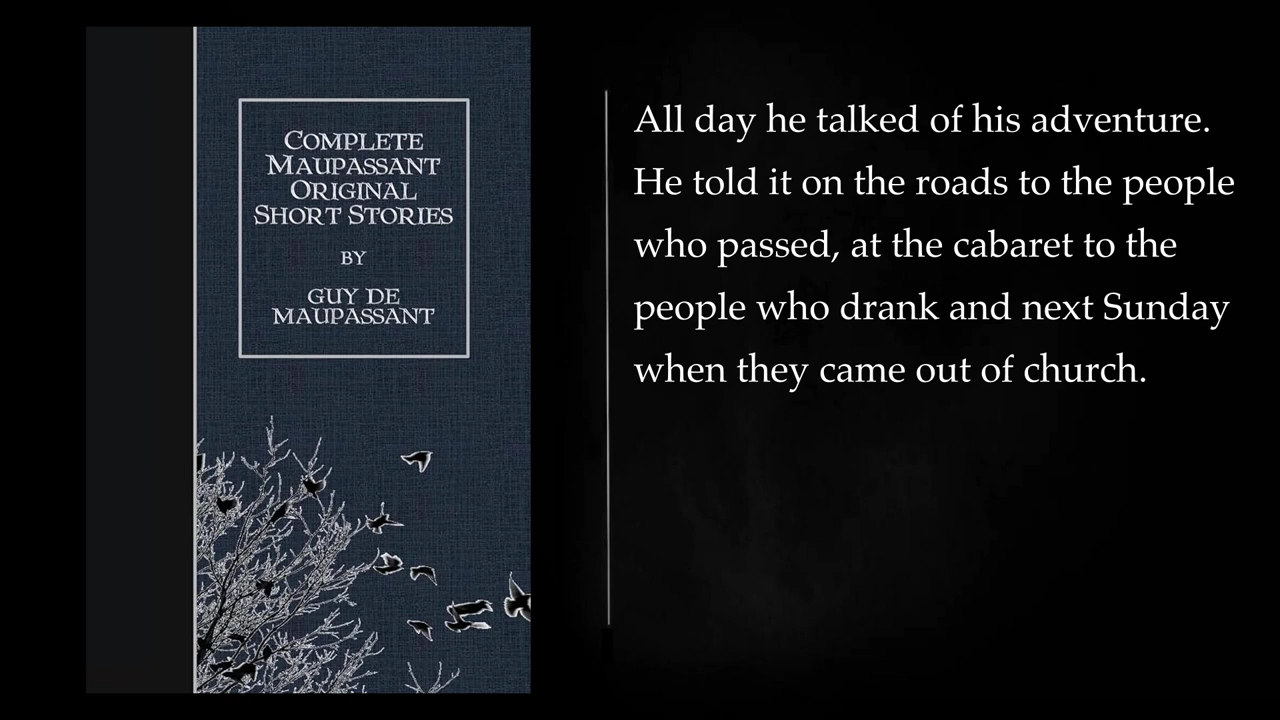 COMPLETE
MAUPASSANT
ORIGINAL
SHORT STORIES
BY
GUY DE
MAUPASSANT
All day he talked of his adventure.
He told it on the roads to the people
who passed, at the cabaret to the
people who drank and next Sunday
when they came out of church.